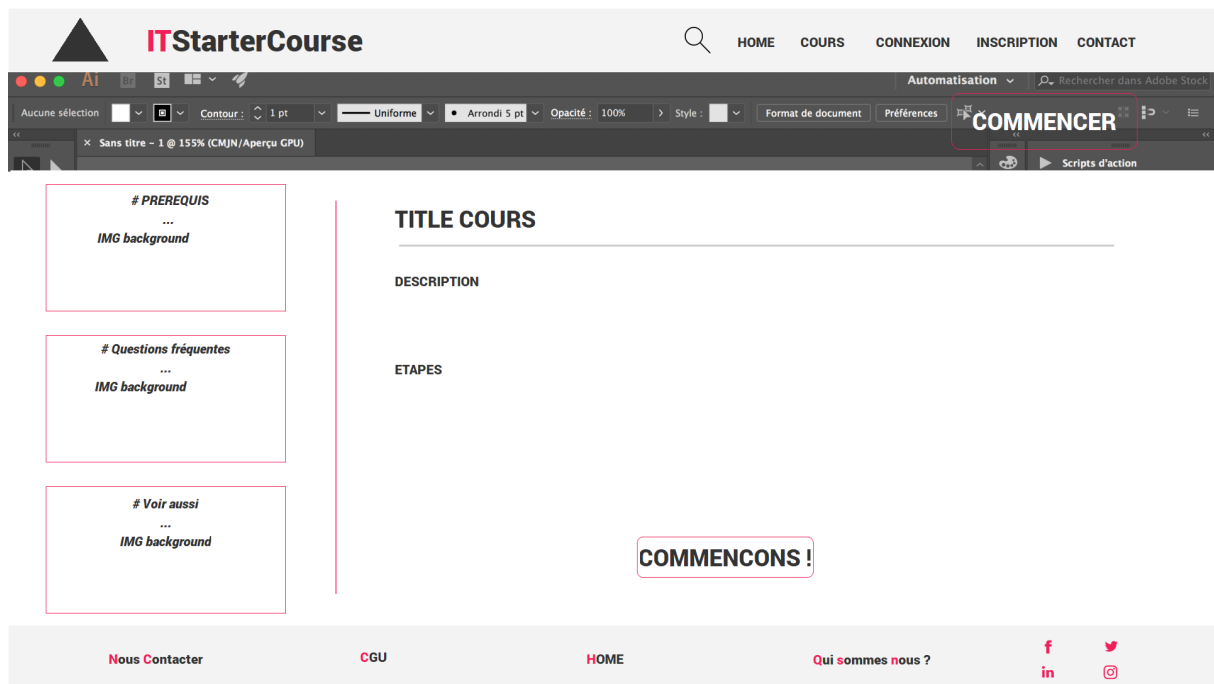 ITStarterCourse
HOME COURS CONNEXION INSCRIPTION CONTACT
Ai Br St Automatisation Rechercher dans Adobe Stock
Aucune sélection Contour : 1 pt Uniforme Arrondi 5 pt Opacité : 100% Style : Format de document Préférences
COMMENCER
× Sans titre – 1 @ 155% (CMJN/Aperçu GPU)
Scripts d'action
# PREREQUIS
...
IMG background
# Questions fréquentes
...
IMG background
# Voir aussi
...
IMG background
TITLE COURS
DESCRIPTION
ETAPES
COMMENCONS !
Nous Contacter CGU HOME Qui sommes nous ?
f
in